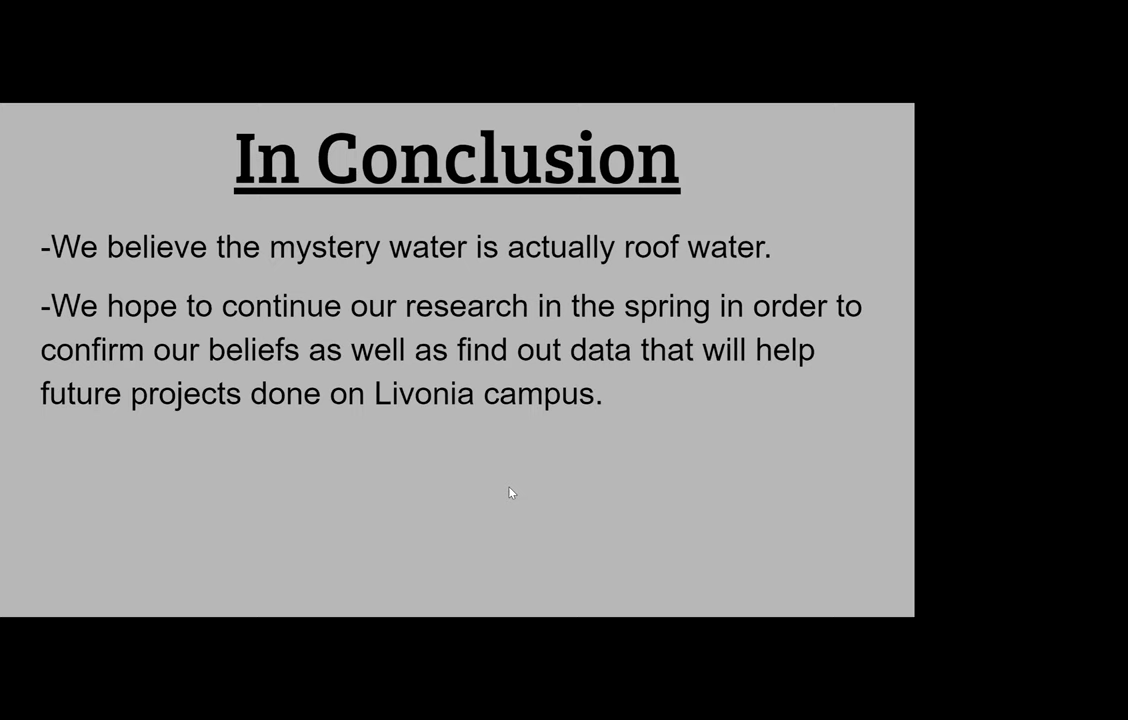 In Conclusion
-We believe the mystery water is actually roof water.
-We hope to continue our research in the spring in order to
confirm our beliefs as well as find out data that will help
future projects done on Livonia campus.